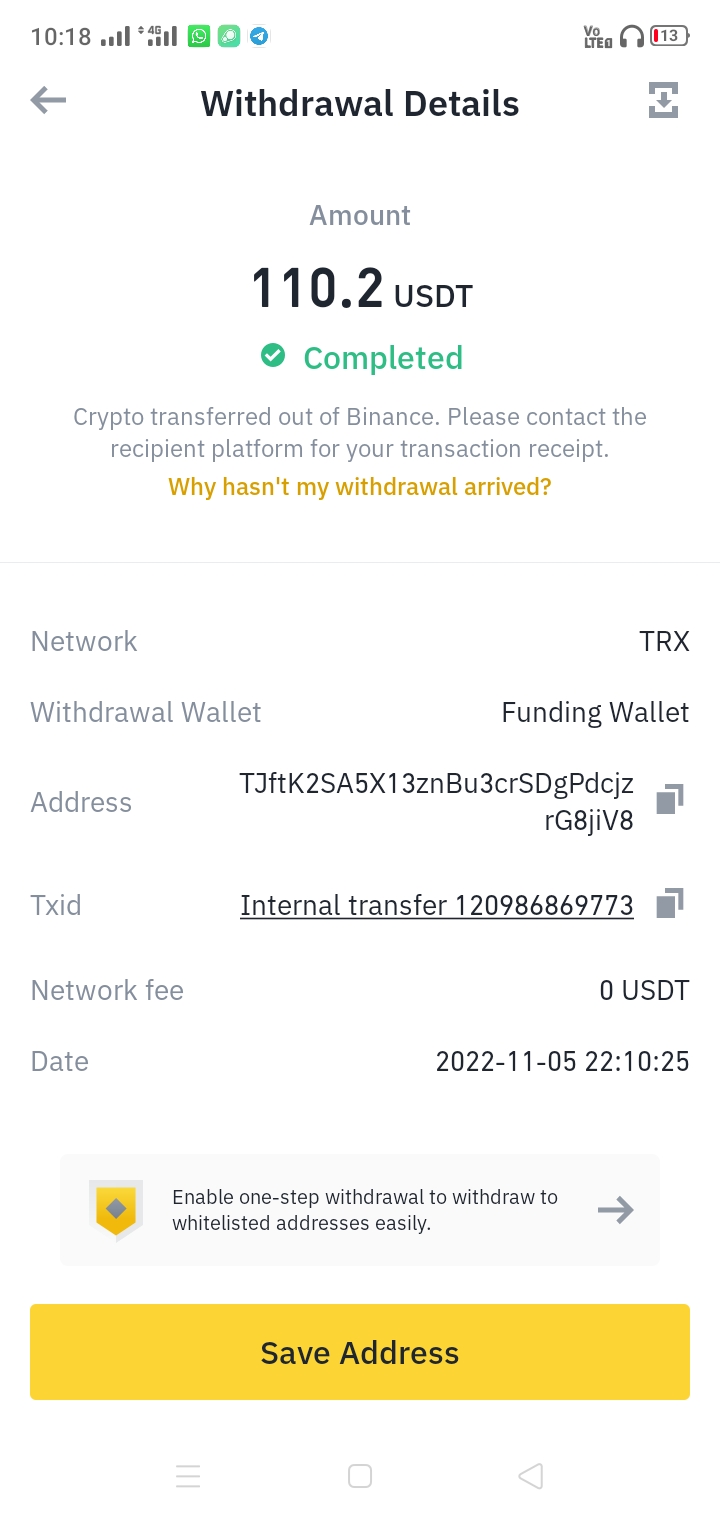 10:18 4G Vo LTE 13
Withdrawal Details
Amount
110.2 USDT
Completed
Crypto transferred out of Binance. Please contact the
recipient platform for your transaction receipt.
Why hasn't my withdrawal arrived?
Network TRX
Withdrawal Wallet Funding Wallet
Address TJftK2SA5X13znBu3crSDgPdcjz
rG8jiV8
Txid Internal transfer 120986869773
Network fee 0 USDT
Date 2022-11-05 22:10:25
Enable one-step withdrawal to withdraw to
whitelisted addresses easily.
Save Address